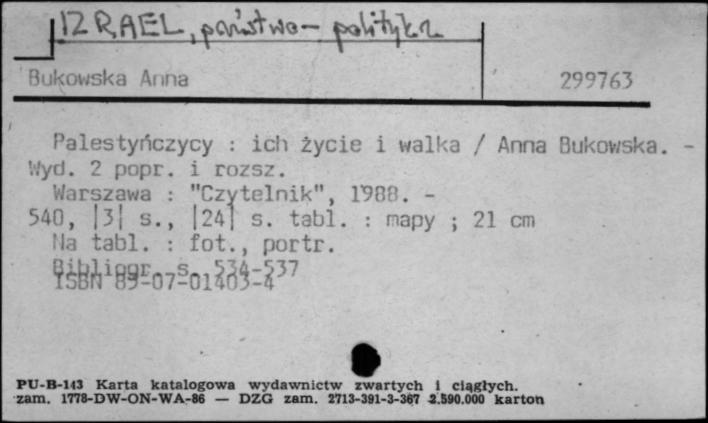 IZRAEL, państwo - polityka
Bukowska Anna 299763
Palestyńczycy : ich życie i walka / Anna Bukowska. -
Wyd. 2 popr. i rozsz.
Warszawa : "Czytelnik", 1988. -
540, |3| s., |24| s. tabl. : mapy ; 21 cm
Na tabl. : fot., portr.
Bibliogr. s. 534-537
ISBN 83-07-01403-4
PU-B-143 Karta katalogowa wydawnictw zwartych i ciągłych.
zam. 1778-DW-ON-WA-86 — DZG zam. 2713-391-3-367 2.590.000 karton